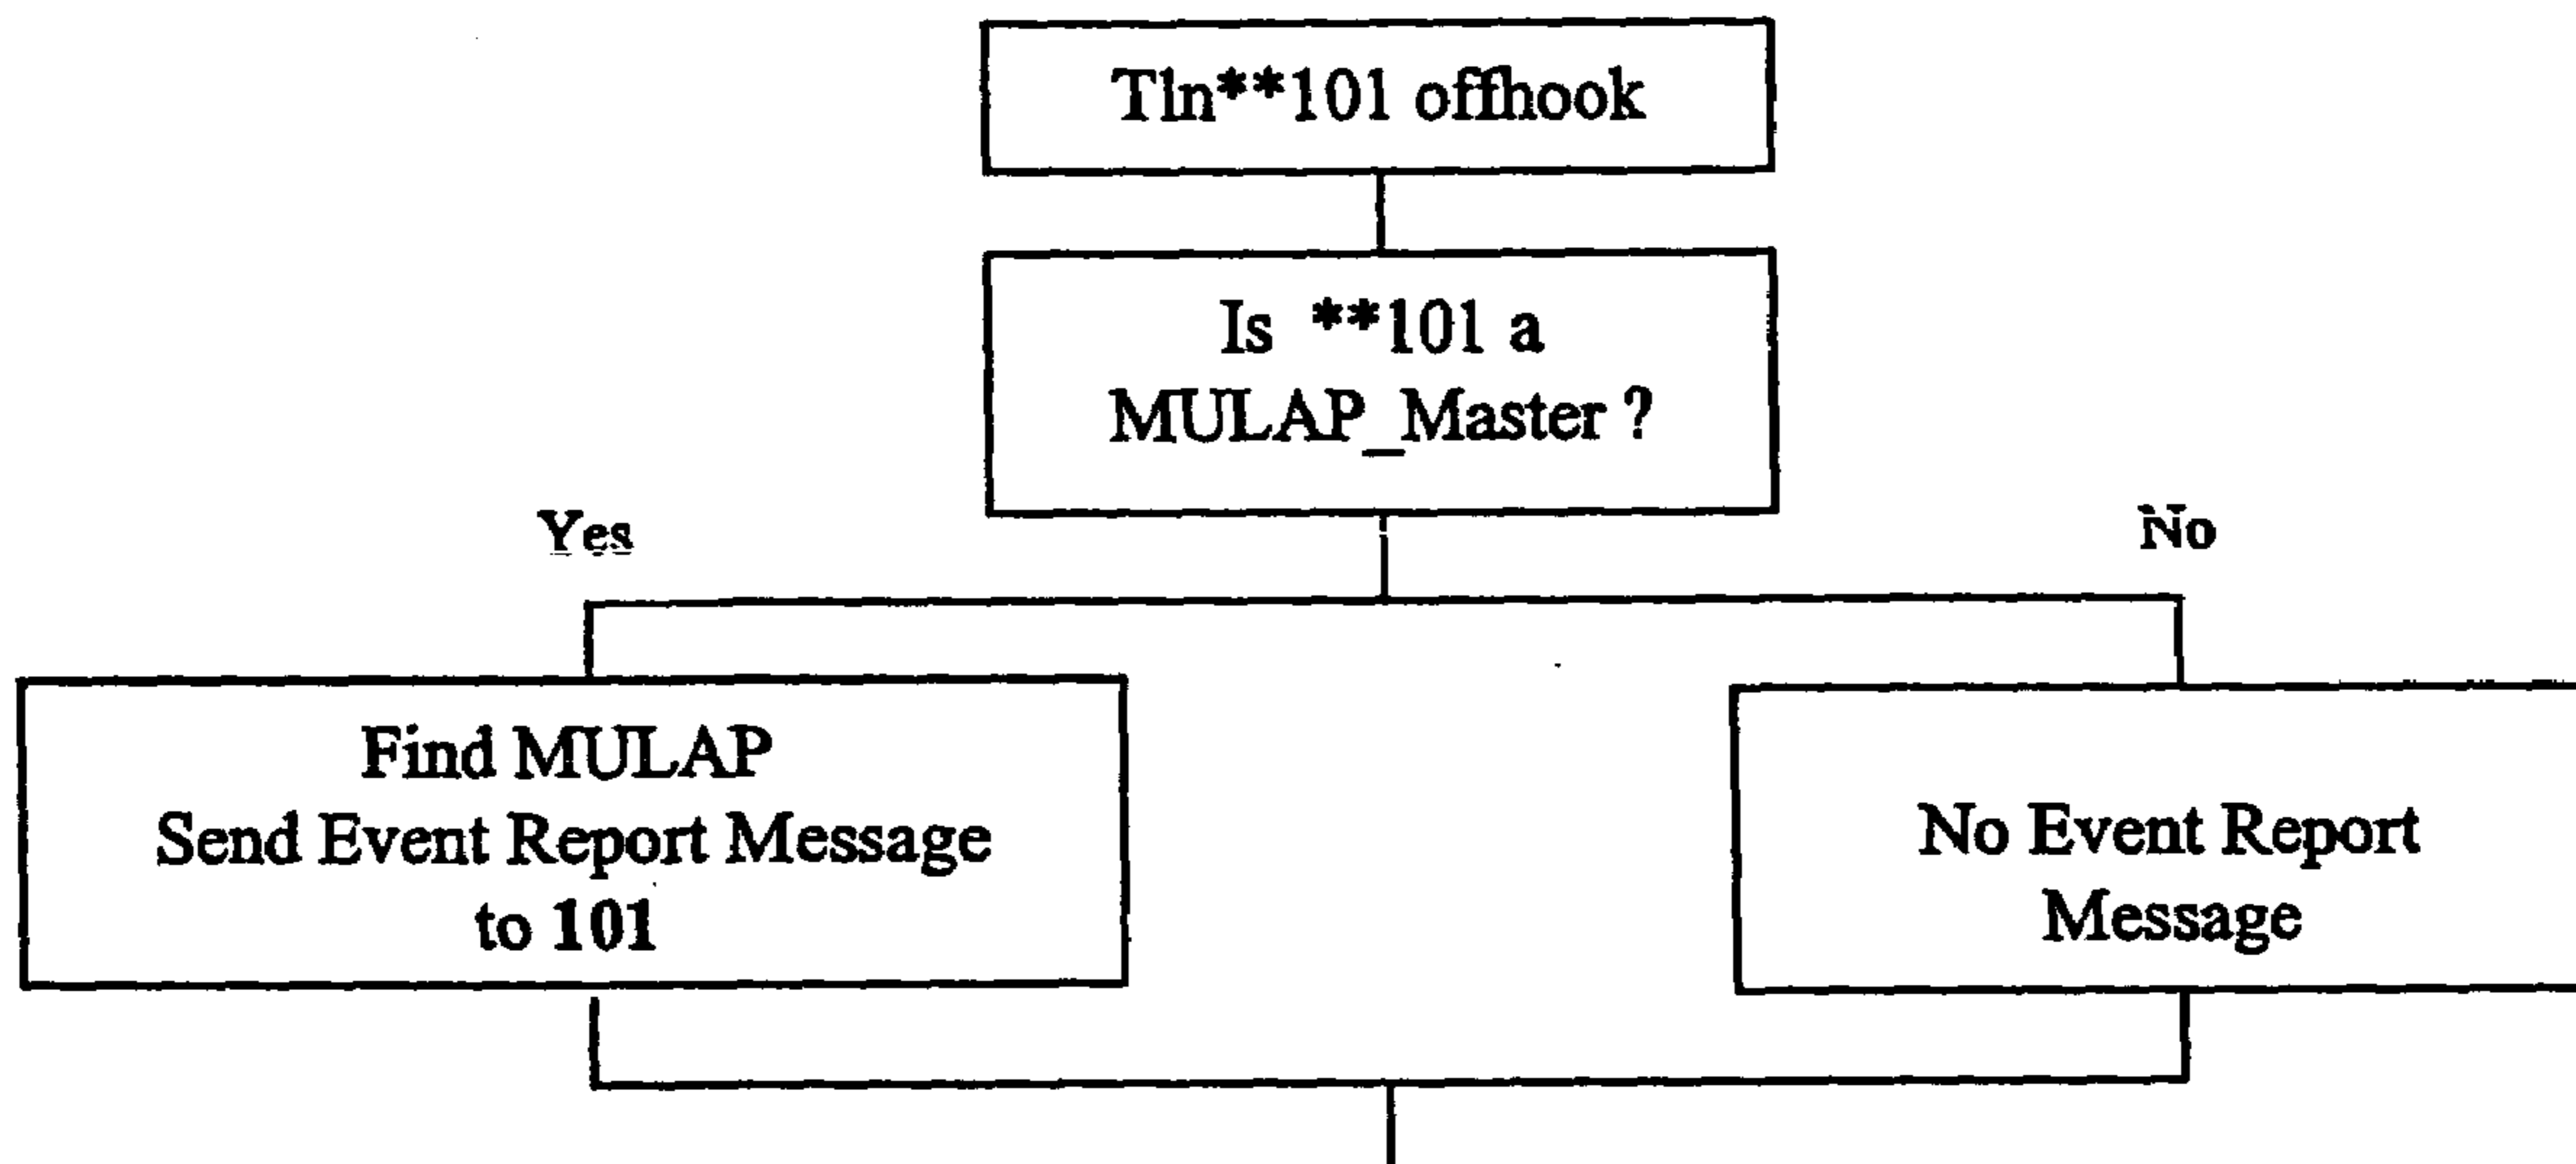 Tln**101 offhook
Is **101 a
MULAP_Master ?
Yes
No
Find MULAP
Send Event Report Message
to 101
No Event Report
Message